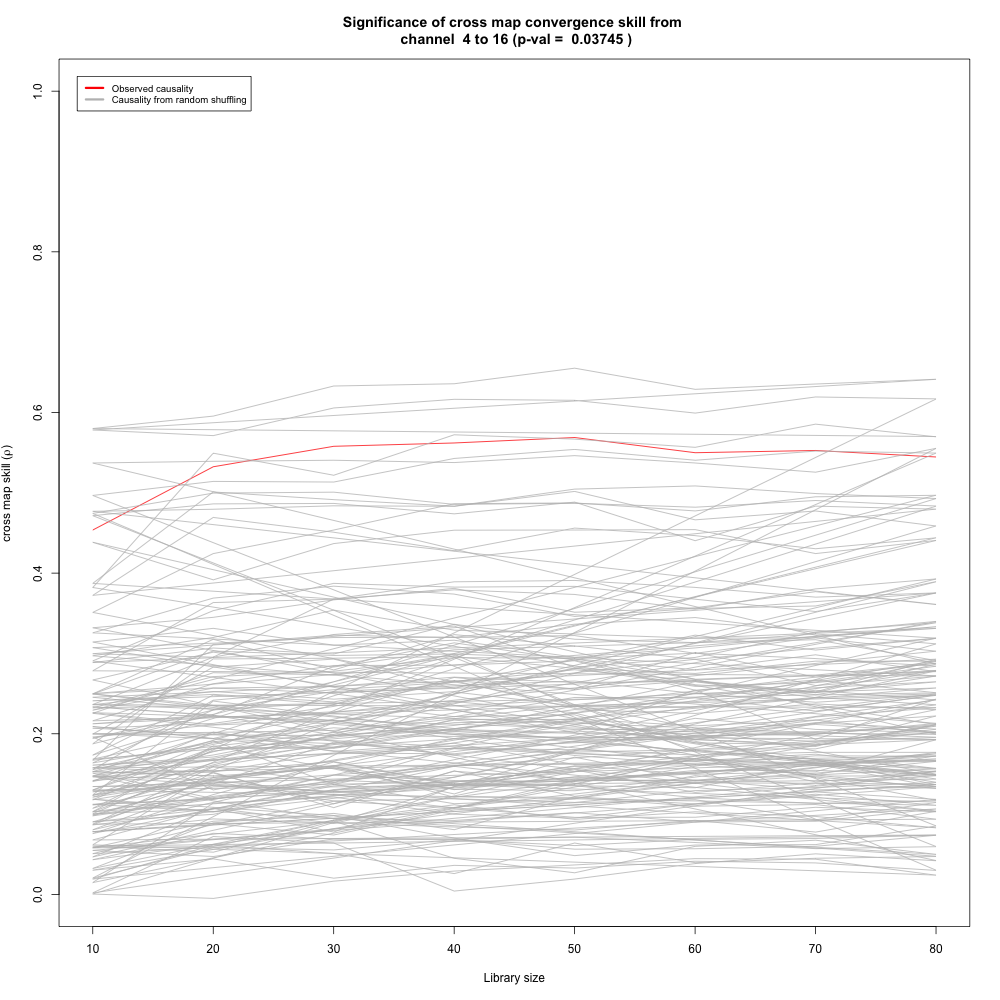 Significance of cross map convergence skill from
channel  4 to 16 (p-val =  0.03745 )
Observed causality
Causality from random shuffling
cross map skill (ρ)
1.0
0.8
0.6
0.4
0.2
0.0
10 20 30 40 50 60 70 80
Library size